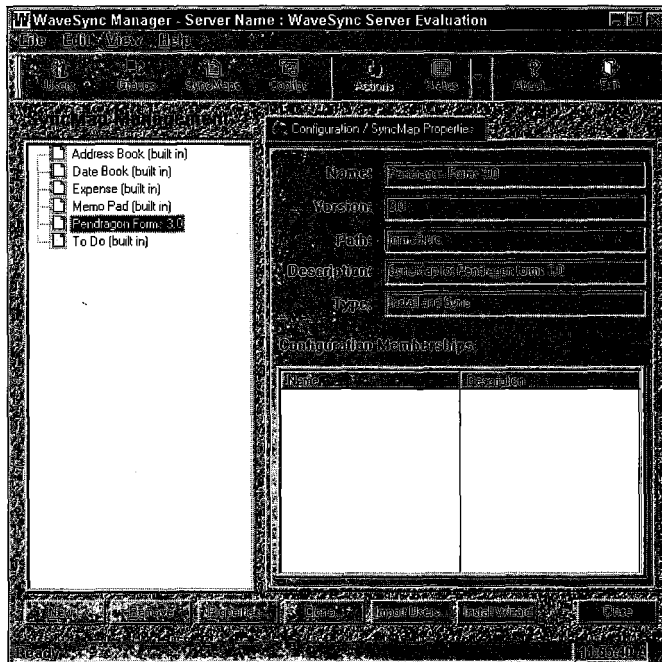 WaveSync Manager - Server Name : WaveSync Server Evaluation
File Edit View Help
Users Groups SyncMaps Configs Actions Status About Exit
SyncMap Management
Configuration / SyncMap Properties
Address Book (built in)
Date Book (built in)
Expense (built in)
Memo Pad (built in)
Pendragon Forms 3.0
To Do (built in)
Name: Pendragon Forms 3.0
Version: 3.0
Path:
Description: SyncMap for Pendragon Forms 3.0
Type: Install and Sync
Configuration Memberships:
Name Description
New Remove Properties Clone Import Users Install Wizard Close
Ready